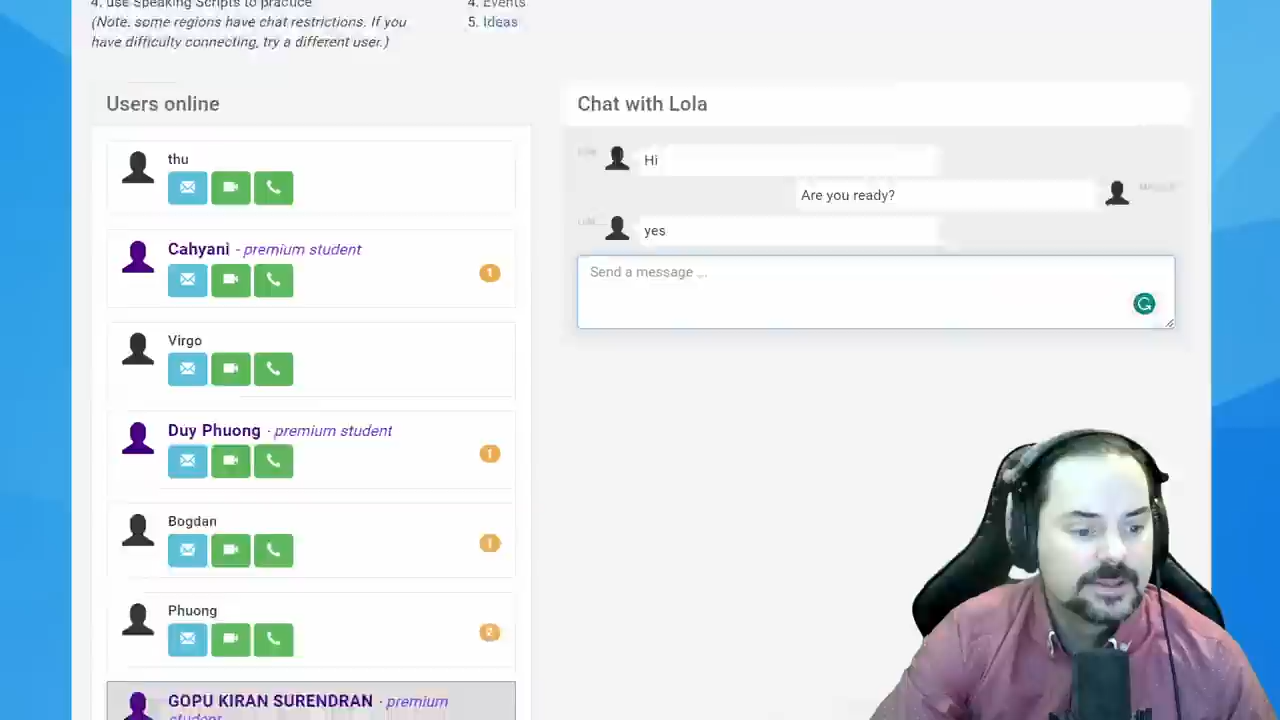 4. use Speaking Scripts to practice
(Note. some regions have chat restrictions. If you
have difficulty connecting, try a different user.)
4. Events
5. Ideas
Users online
thu
Cahyani - premium student
1
Virgo
Duy Phuong - premium student
1
Bogdan
1
Phuong
2
GOPU KIRAN SURENDRAN - premium
student
Chat with Lola
Hi
Are you ready?
yes
Send a message ...